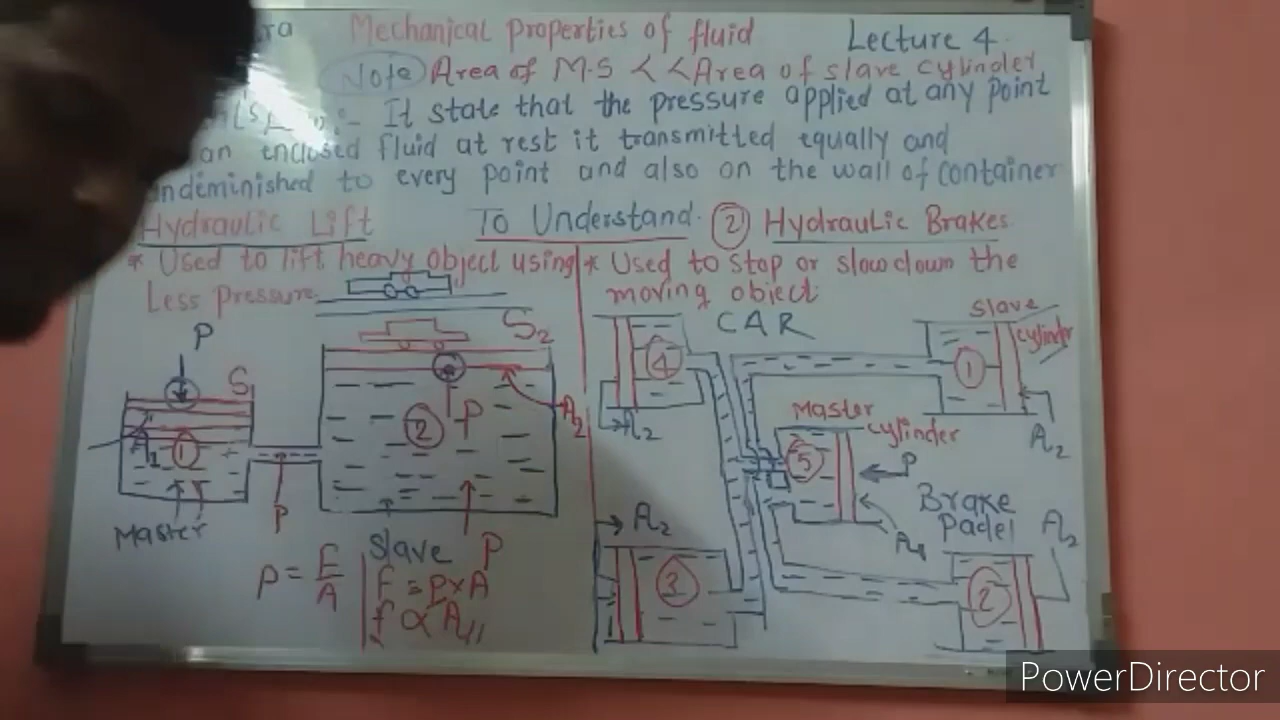 Mechanical Properties of fluid Lecture 4
Note Area of M.S << Area of slave cylinder
It state that the pressure applied at any point
an enclosed fluid at rest it transmitted equally and
undeminished to every point and also on the wall of container
Hydraulic Lift To Understand. ② Hydraulic Brakes
* Used to lift heavy object using
Less Pressure
* Used to stop or slow down the
moving object
CAR
Slave
cylinder
P
S
S₂
A₁
①
②
P
A₂
P
Master
Slave
P
P = F/A
F = P×A
F ∝ A
④
A₂
①
A₂
Master
cylinder
⑤
P
Brake
Padel
A₁
A₂
③
②
A₂
PowerDirector